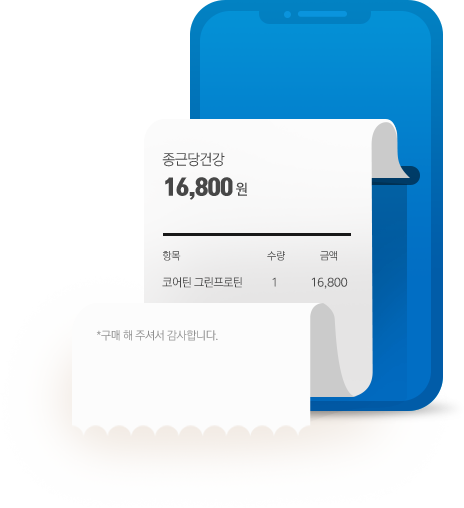 종근당건강
16,800 원
항목 수량 금액
코어틴 그린프로틴 1 16,800
*구매 해 주셔서 감사합니다.